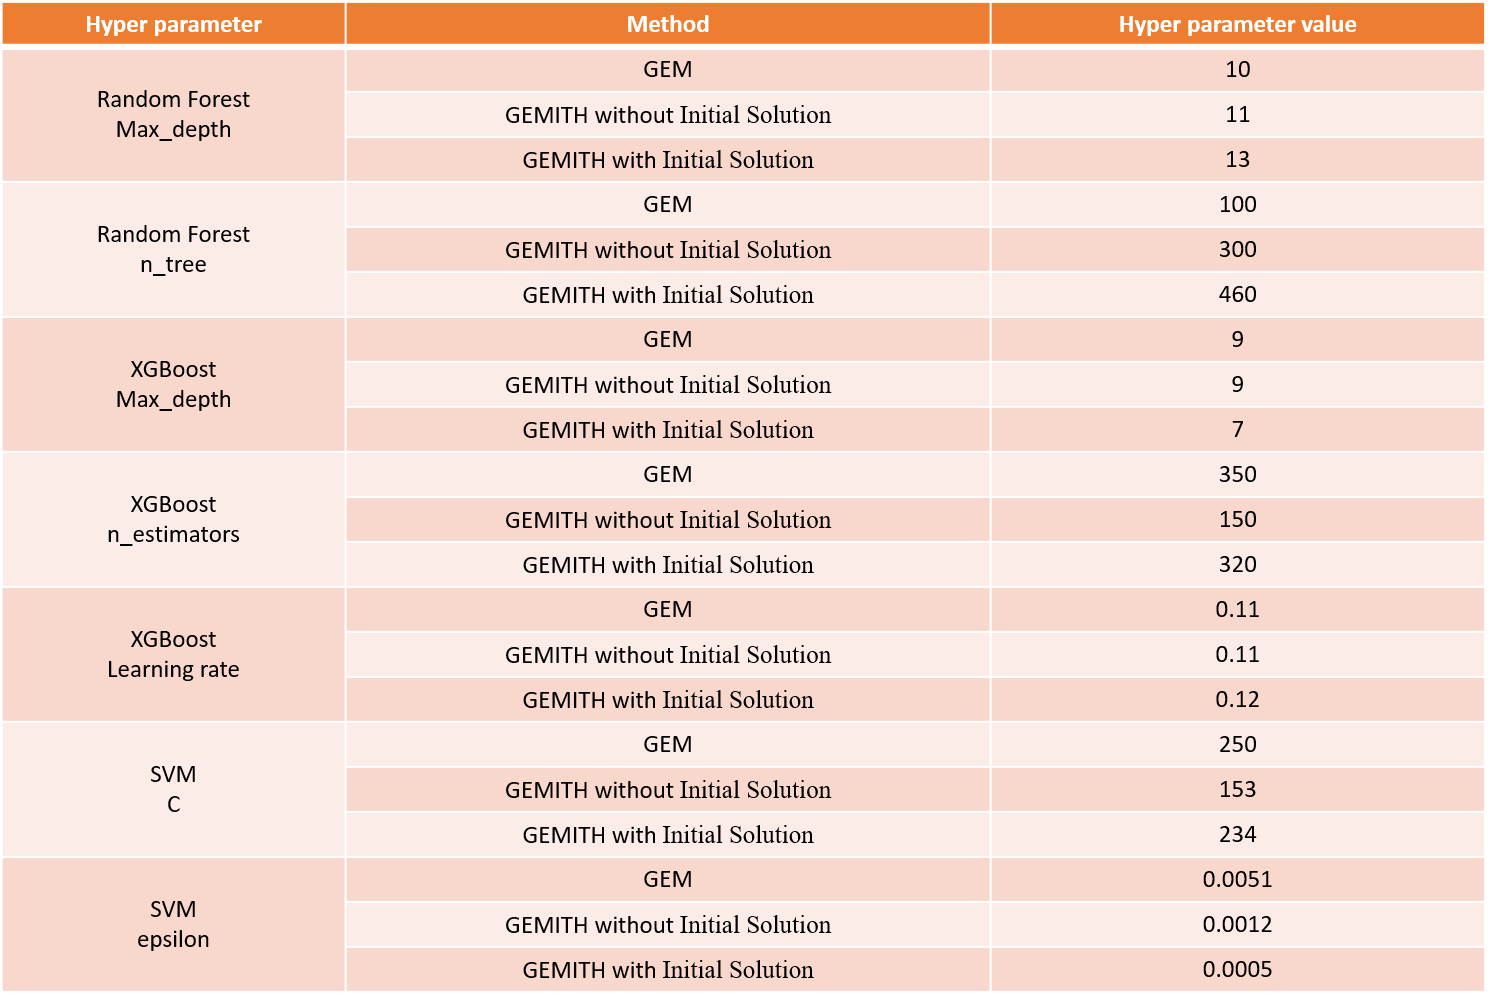 Hyper parameter Method Hyper parameter value
Random Forest
Max_depth
GEM 10
GEMITH without Initial Solution 11
GEMITH with Initial Solution 13
Random Forest
n_tree
GEM 100
GEMITH without Initial Solution 300
GEMITH with Initial Solution 460
XGBoost
Max_depth
GEM 9
GEMITH without Initial Solution 9
GEMITH with Initial Solution 7
XGBoost
n_estimators
GEM 350
GEMITH without Initial Solution 150
GEMITH with Initial Solution 320
XGBoost
Learning rate
GEM 0.11
GEMITH without Initial Solution 0.11
GEMITH with Initial Solution 0.12
SVM
C
GEM 250
GEMITH without Initial Solution 153
GEMITH with Initial Solution 234
SVM
epsilon
GEM 0.0051
GEMITH without Initial Solution 0.0012
GEMITH with Initial Solution 0.0005